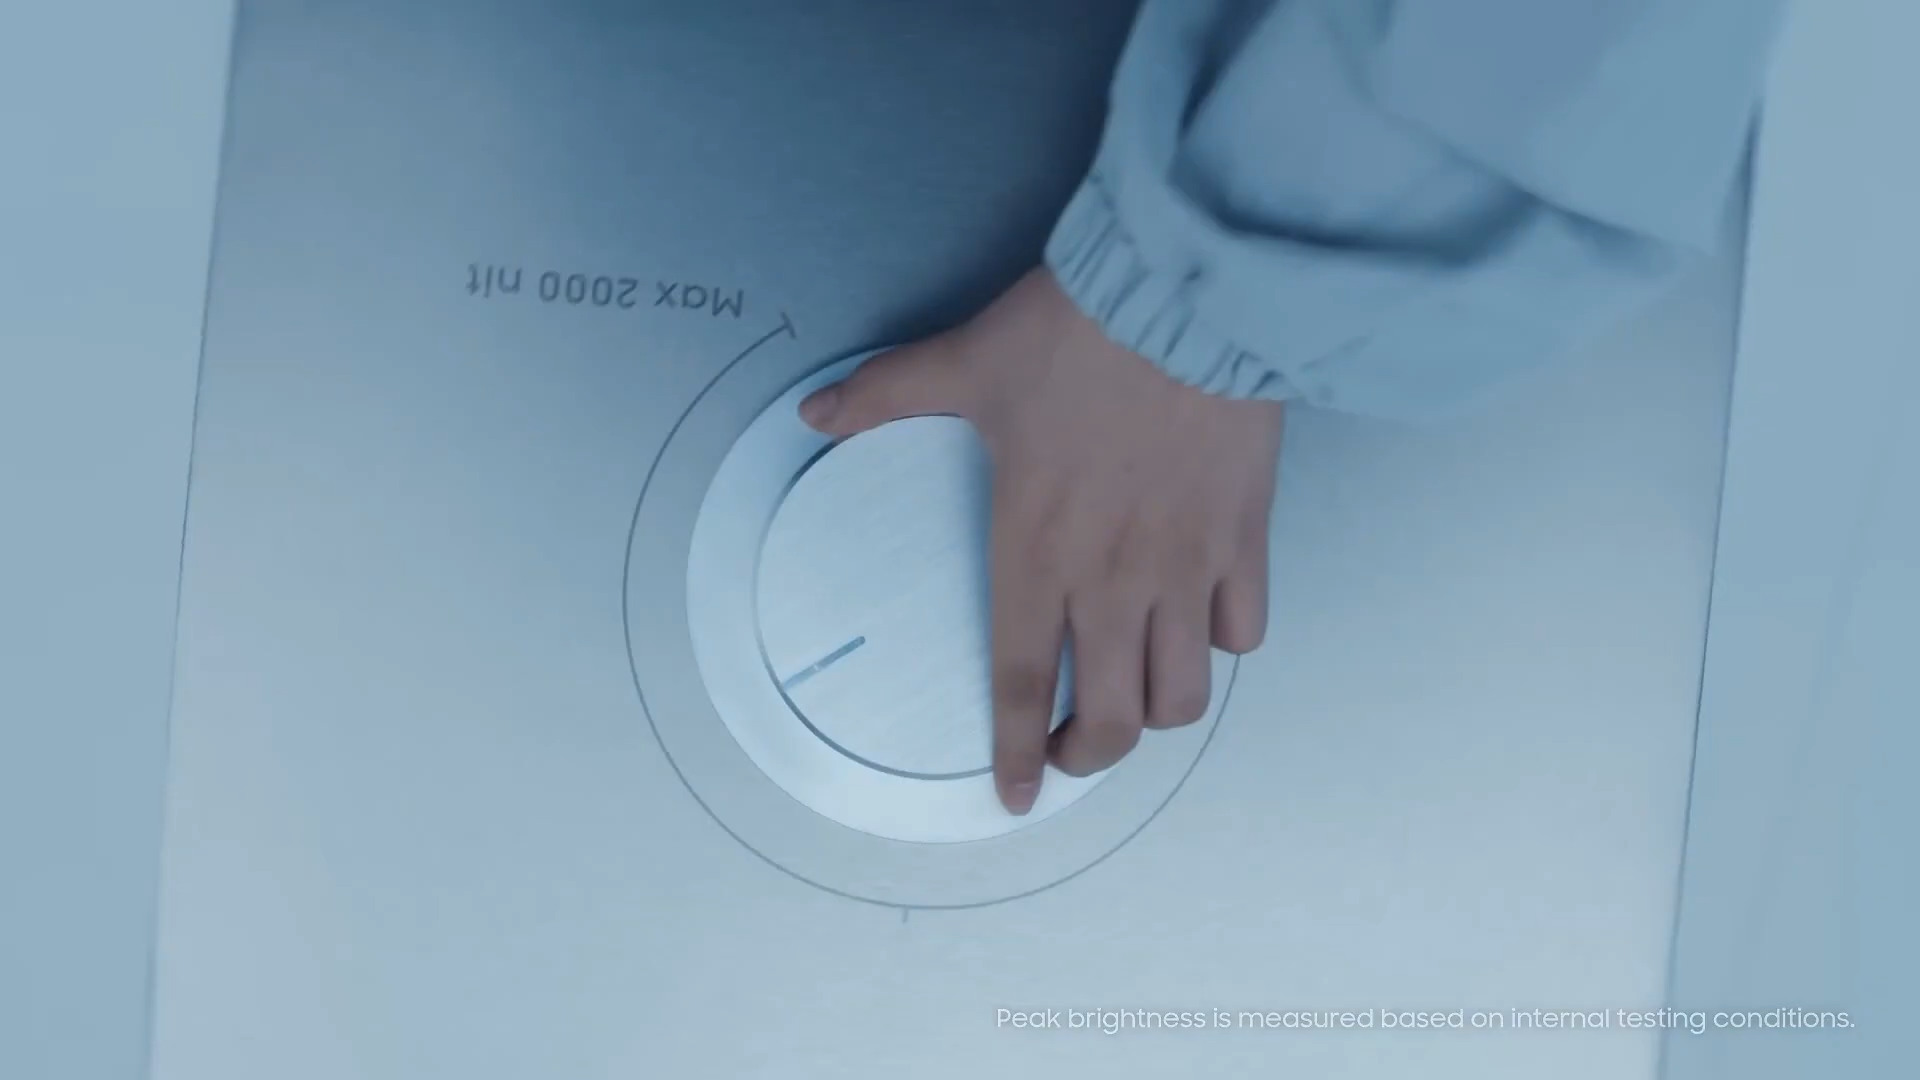 Max 2000 nit
Peak brightness is measured based on internal testing conditions.